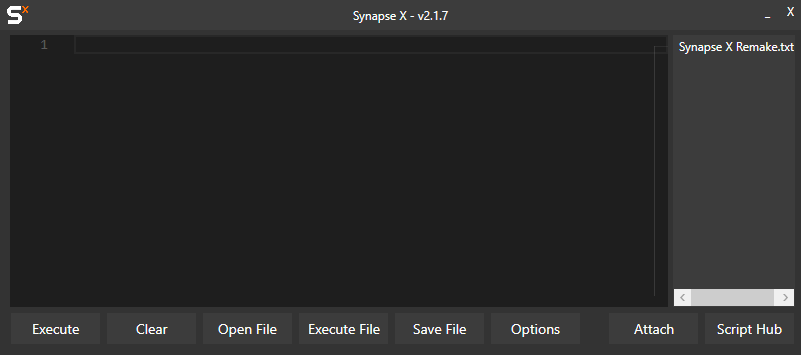 Sx
Synapse X - v2.1.7
_ X
1
Synapse X Remake.txt
Execute
Clear
Open File
Execute File
Save File
Options
Attach
Script Hub